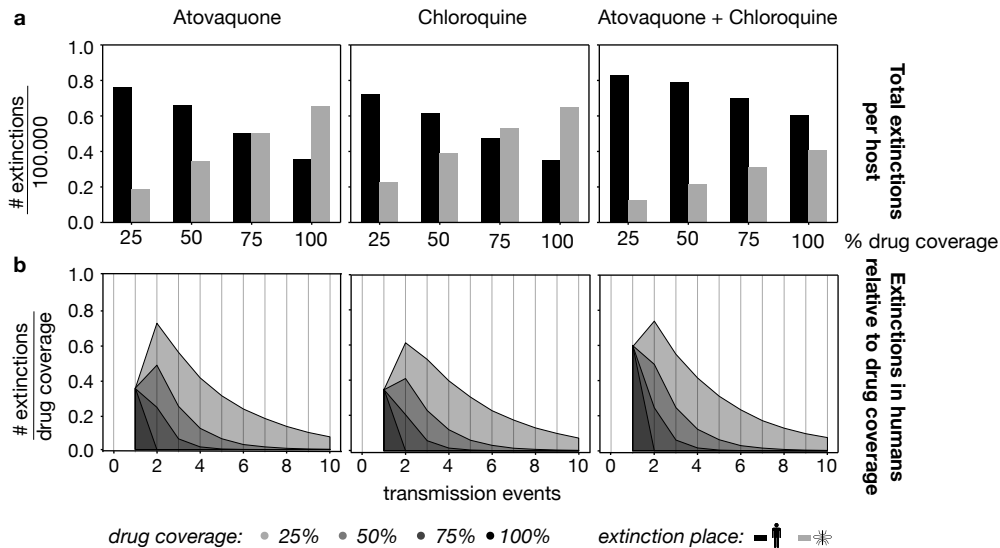 a
Atovaquone
Chloroquine
Atovaquone + Chloroquine
# extinctions
100.000
1.0
0.8
0.6
0.4
0.2
0.0
25 50 75 100
25 50 75 100
25 50 75 100
% drug coverage
Total extinctions
per host
b
# extinctions
drug coverage
1.0
0.8
0.6
0.4
0.2
0.0
0 2 4 6 8 10
0 2 4 6 8 10
0 2 4 6 8 10
transmission events
Extinctions in humans
relative to drug coverage
drug coverage: 25% 50% 75% 100%
extinction place: